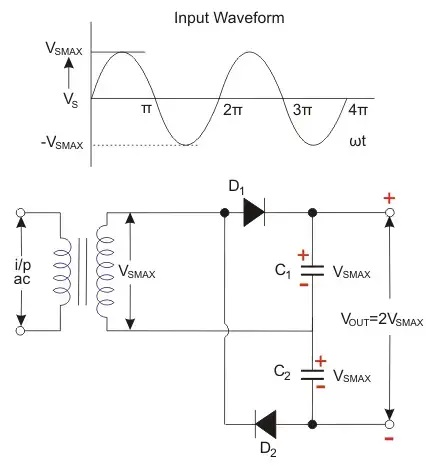 Input Waveform
VSMAX
VS
π 2π 3π 4π
-VSMAX
ωt
D1
+
i/p
ac
VSMAX
+
C1
VSMAX
-
VOUT=2VSMAX
+
C2
VSMAX
-
D2
-